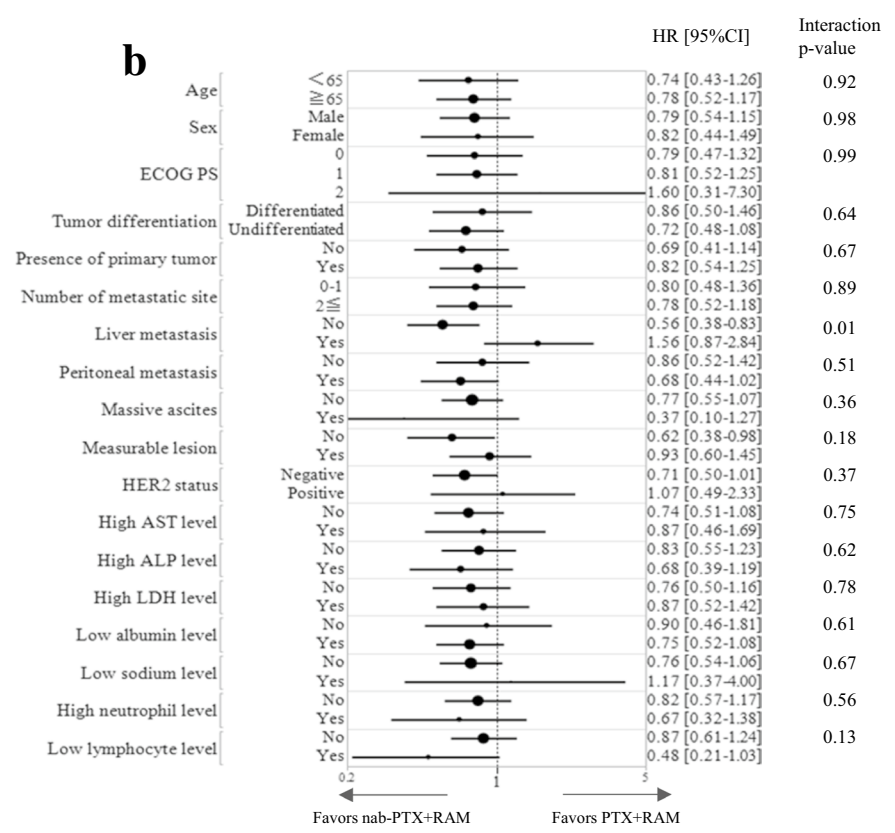 b
HR [95%CI]
Interaction
p-value
Age
<65 0.74 [0.43-1.26] 0.92
≧65 0.78 [0.52-1.17]
Sex
Male 0.79 [0.54-1.15] 0.98
Female 0.82 [0.44-1.49]
ECOG PS
0 0.79 [0.47-1.32] 0.99
1 0.81 [0.52-1.25]
2 1.60 [0.31-7.30]
Tumor differentiation
Differentiated 0.86 [0.50-1.46] 0.64
Undifferentiated 0.72 [0.48-1.08]
Presence of primary tumor
No 0.69 [0.41-1.14] 0.67
Yes 0.82 [0.54-1.25]
Number of metastatic site
0-1 0.80 [0.48-1.36] 0.89
2≦ 0.78 [0.52-1.18]
Liver metastasis
No 0.56 [0.38-0.83] 0.01
Yes 1.56 [0.87-2.84]
Peritoneal metastasis
No 0.86 [0.52-1.42] 0.51
Yes 0.68 [0.44-1.02]
Massive ascites
No 0.77 [0.55-1.07] 0.36
Yes 0.37 [0.10-1.27]
Measurable lesion
No 0.62 [0.38-0.98] 0.18
Yes 0.93 [0.60-1.45]
HER2 status
Negative 0.71 [0.50-1.01] 0.37
Positive 1.07 [0.49-2.33]
High AST level
No 0.74 [0.51-1.08] 0.75
Yes 0.87 [0.46-1.69]
High ALP level
No 0.83 [0.55-1.23] 0.62
Yes 0.68 [0.39-1.19]
High LDH level
No 0.76 [0.50-1.16] 0.78
Yes 0.87 [0.52-1.42]
Low albumin level
No 0.90 [0.46-1.81] 0.61
Yes 0.75 [0.52-1.08]
Low sodium level
No 0.76 [0.54-1.06] 0.67
Yes 1.17 [0.37-4.00]
High neutrophil level
No 0.82 [0.57-1.17] 0.56
Yes 0.67 [0.32-1.38]
Low lymphocyte level
No 0.87 [0.61-1.24] 0.13
Yes 0.48 [0.21-1.03]
0.2 1 5
Favors nab-PTX+RAM Favors PTX+RAM